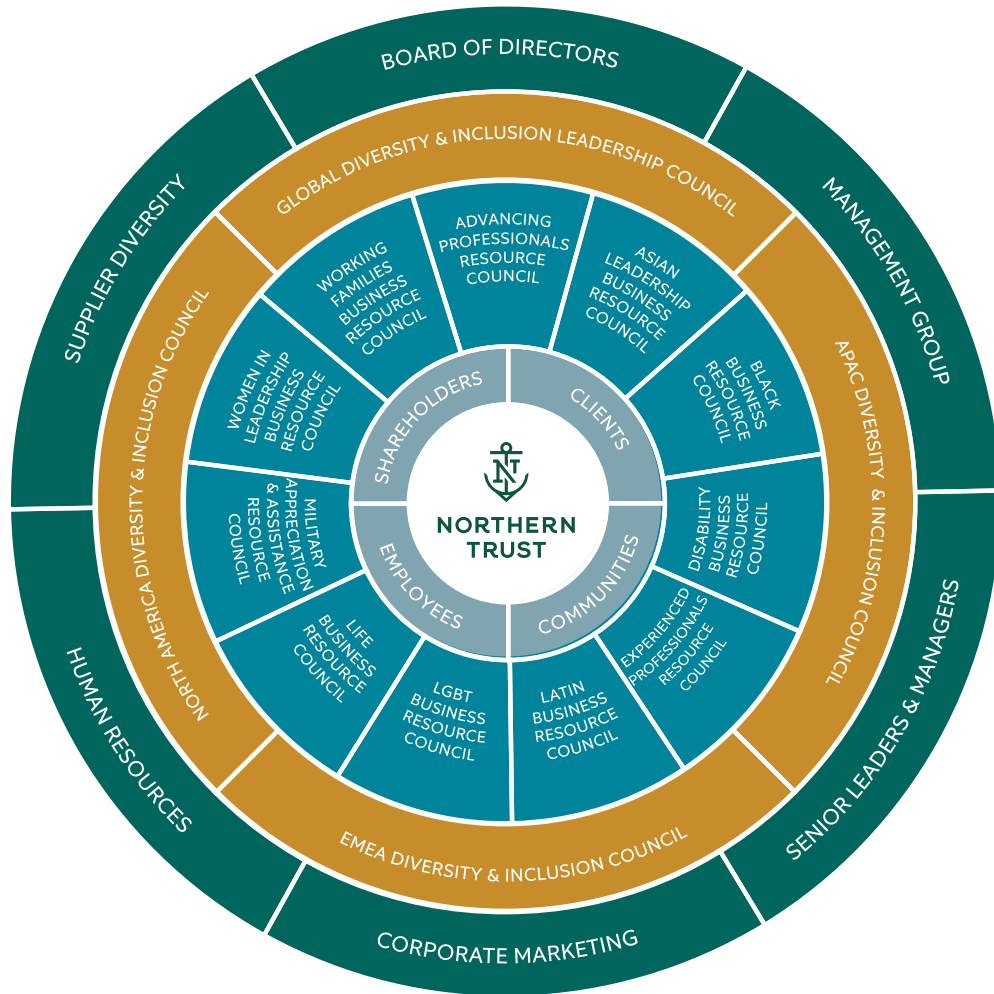 BOARD OF DIRECTORS
MANAGEMENT GROUP
SENIOR LEADERS & MANAGERS
CORPORATE MARKETING
HUMAN RESOURCES
SUPPLIER DIVERSITY
GLOBAL DIVERSITY & INCLUSION LEADERSHIP COUNCIL
APAC DIVERSITY & INCLUSION COUNCIL
EMEA DIVERSITY & INCLUSION COUNCIL
NORTH AMERICA DIVERSITY & INCLUSION COUNCIL
ADVANCING
PROFESSIONALS
RESOURCE
COUNCIL
ASIAN
LEADERSHIP
BUSINESS
RESOURCE
COUNCIL
BLACK
BUSINESS
RESOURCE
COUNCIL
DISABILITY
BUSINESS
RESOURCE
COUNCIL
EXPERIENCED
PROFESSIONALS
RESOURCE
COUNCIL
LATIN
BUSINESS
RESOURCE
COUNCIL
LGBT
BUSINESS
RESOURCE
COUNCIL
LIFE
BUSINESS
RESOURCE
COUNCIL
MILITARY
APPRECIATION
& ASSISTANCE
RESOURCE
COUNCIL
WOMEN IN
LEADERSHIP
BUSINESS
RESOURCE
COUNCIL
WORKING
FAMILIES
BUSINESS
RESOURCE
COUNCIL
SHAREHOLDERS
CLIENTS
COMMUNITIES
EMPLOYEES
NT
NORTHERN
TRUST